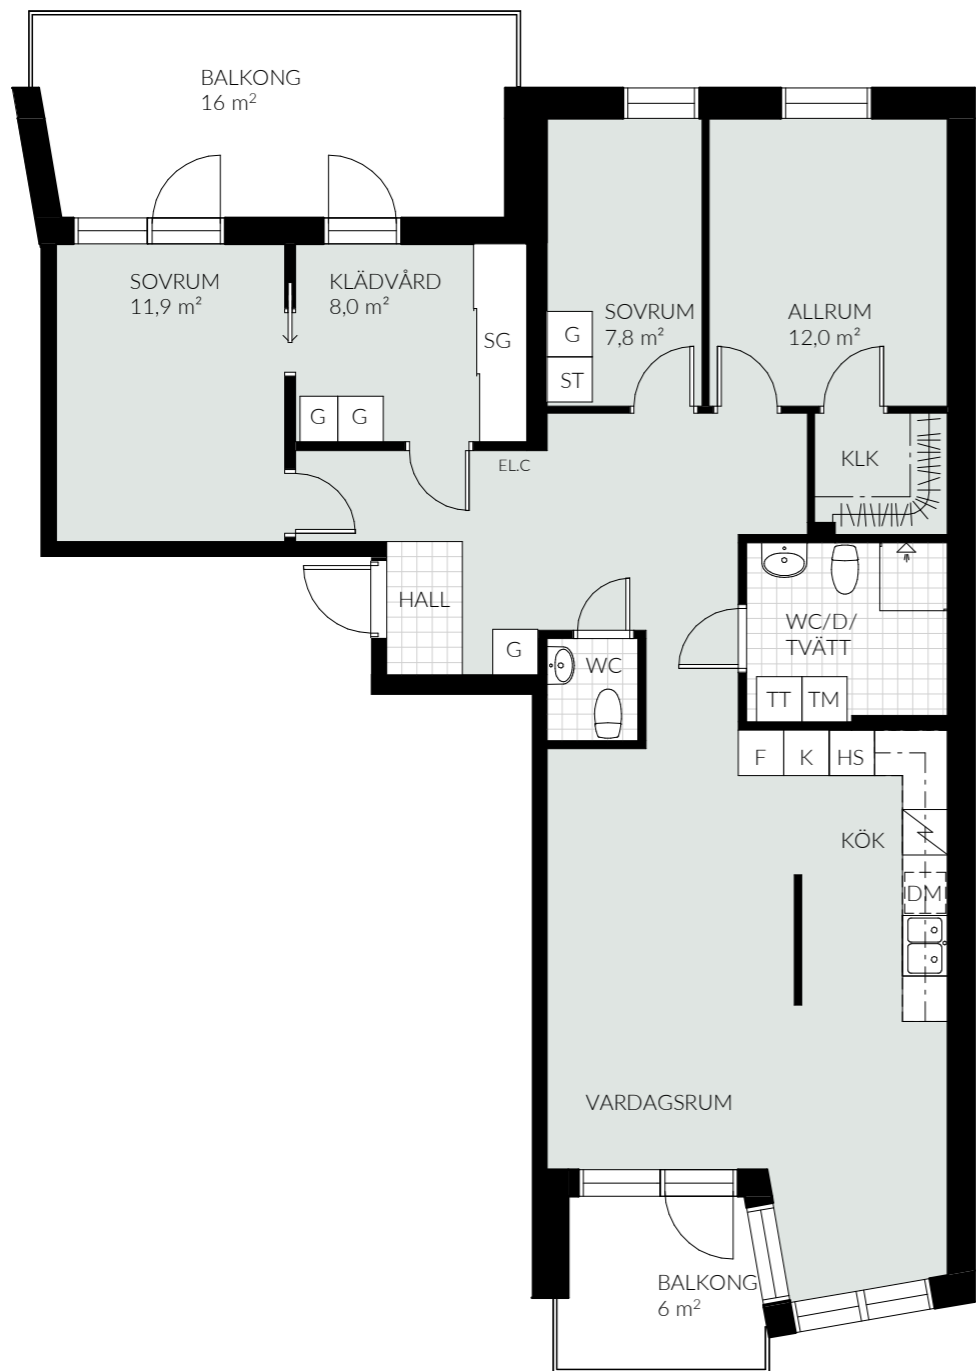 BALKONG
16 m²
SOVRUM
11,9 m²
KLÄDVÅRD
8,0 m²
SG
G
G
SOVRUM
7,8 m²
G
ST
ALLRUM
12,0 m²
KLK
EL.C
HALL
G
WC
WC/D/
TVÄTT
TT
TM
F
K
HS
KÖK
DM
VARDAGSRUM
BALKONG
6 m²